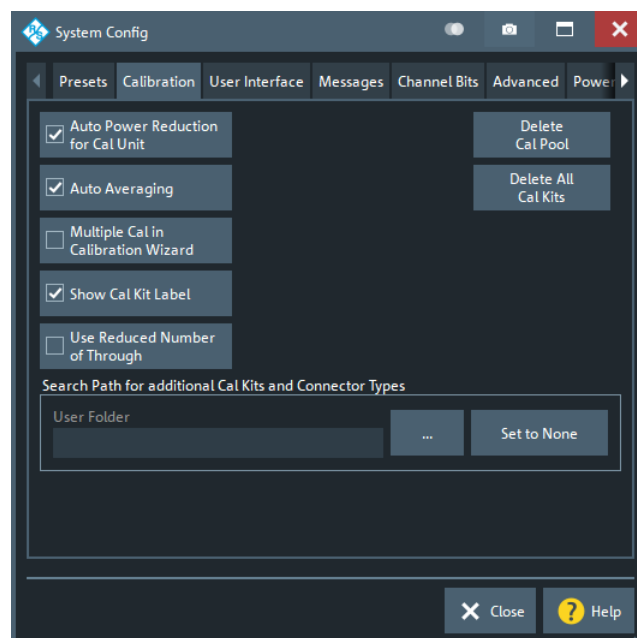 R&S System Config
Presets Calibration User Interface Messages Channel Bits Advanced Power
Auto Power Reduction
for Cal Unit
Delete
Cal Pool
Auto Averaging
Delete All
Cal Kits
Multiple Cal in
Calibration Wizard
Show Cal Kit Label
Use Reduced Number
of Through
Search Path for additional Cal Kits and Connector Types
User Folder
...
Set to None
Close
? Help